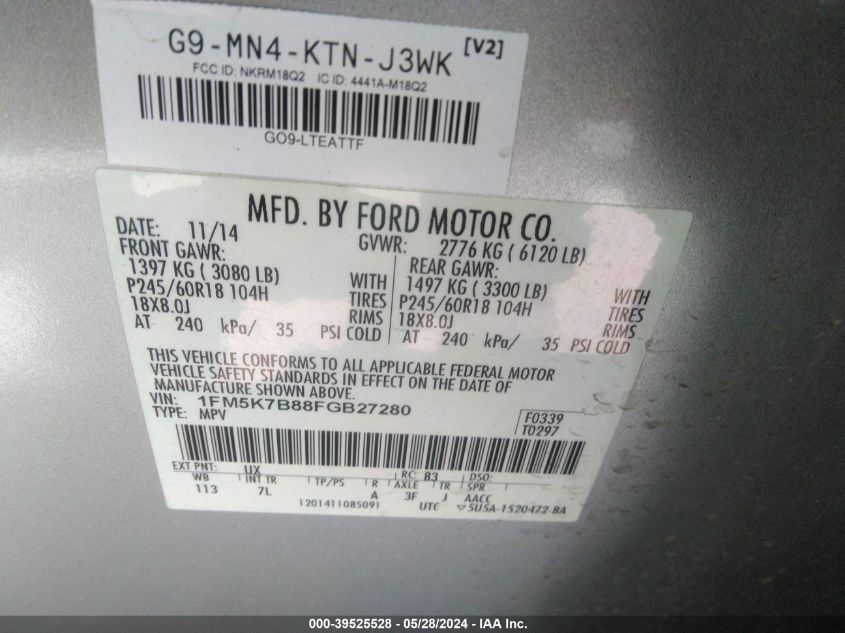 G9-MN4-KTN-J3WK [V2]
FCC ID: NKRM18Q2 IC ID: 4441A-M18Q2
GO9-LTEATTF
MFD. BY FORD MOTOR CO.
DATE: 11/14 GVWR: 2776 KG ( 6120 LB)
FRONT GAWR: REAR GAWR:
1397 KG ( 3080 LB) WITH 1497 KG ( 3300 LB) WITH
P245/60R18 104H TIRES P245/60R18 104H TIRES
18X8.0J RIMS 18X8.0J RIMS
AT 240 kPa/ 35 PSI COLD AT 240 kPa/ 35 PSI COLD
THIS VEHICLE CONFORMS TO ALL APPLICABLE FEDERAL MOTOR
VEHICLE SAFETY STANDARDS IN EFFECT ON THE DATE OF
MANUFACTURE SHOWN ABOVE.
VIN: 1FM5K7B88FGB27280
TYPE: MPV F0339
T0297
EXT PNT: UX RC: 83 DSO:
WB INT TR TP/PS R AXLE TR SPR
113 7L A 3F J AACC
1201411085091 UTC ▽5U5A-1520472-BA
000-39525528 - 05/28/2024 - IAA Inc.